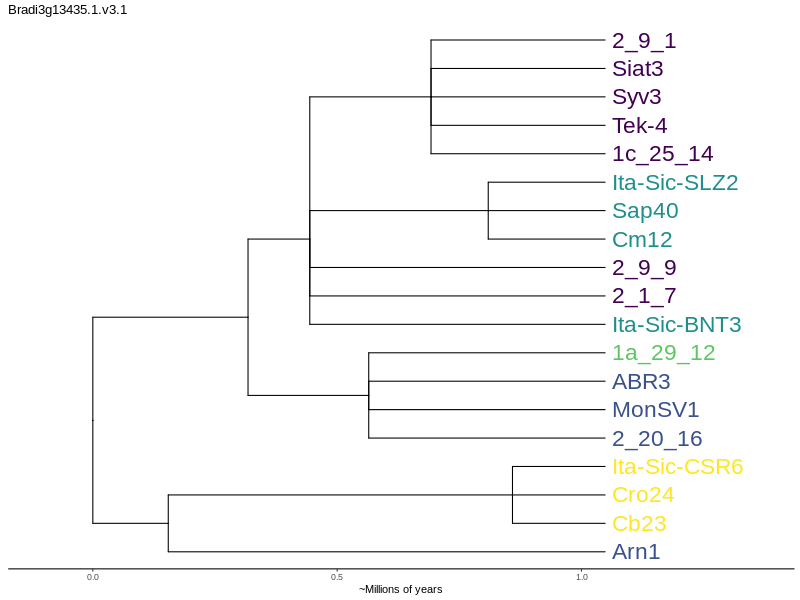 Bradi3g13435.1.v3.1
2_9_1
Siat3
Syv3
Tek-4
1c_25_14
Ita-Sic-SLZ2
Sap40
Cm12
2_9_9
2_1_7
Ita-Sic-BNT3
1a_29_12
ABR3
MonSV1
2_20_16
Ita-Sic-CSR6
Cro24
Cb23
Arn1
0.0 0.5 1.0
~Millions of years